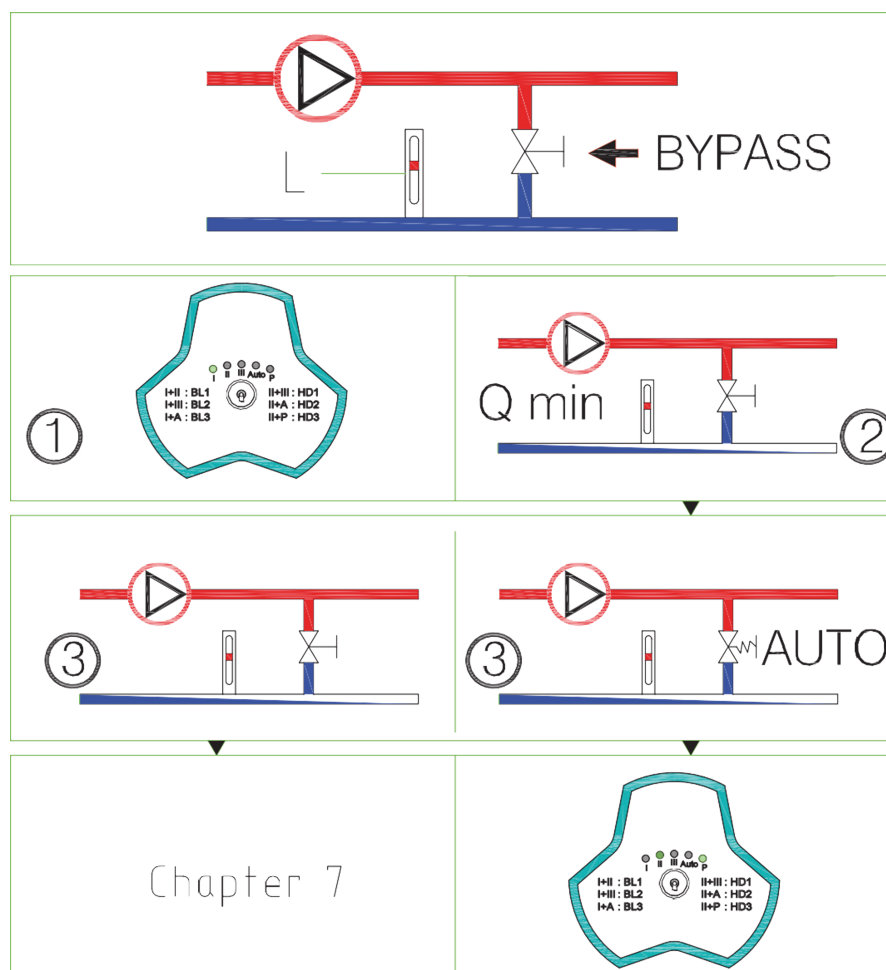 L
BYPASS
1
I II III Auto P
I+II : BL1 II+III : HD1
I+III : BL2 II+A : HD2
I+A : BL3 II+P : HD3
Q min
2
3
3
AUTO
Chapter 7
I II III Auto P
I+II : BL1 II+III : HD1
I+III : BL2 II+A : HD2
I+A : BL3 II+P : HD3